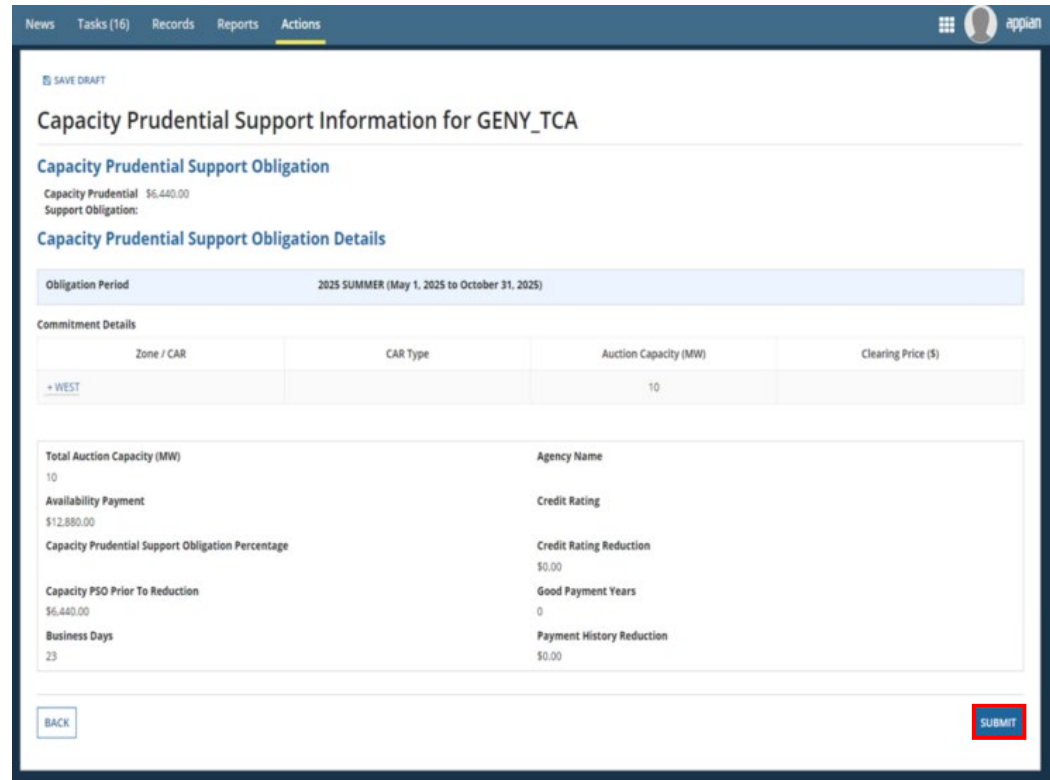 News Tasks (16) Records Reports Actions appian
SAVE DRAFT
Capacity Prudential Support Information for GENY_TCA
Capacity Prudential Support Obligation
Capacity Prudential $6,440.00
Support Obligation:
Capacity Prudential Support Obligation Details
Obligation Period 2025 SUMMER (May 1, 2025 to October 31, 2025)
Commitment Details
Zone / CAR CAR Type Auction Capacity (MW) Clearing Price ($)
+ WEST 10
Total Auction Capacity (MW) Agency Name
10
Availability Payment Credit Rating
$12,880.00
Capacity Prudential Support Obligation Percentage Credit Rating Reduction
$0.00
Capacity PSO Prior To Reduction Good Payment Years
$6,440.00 0
Business Days Payment History Reduction
23 $0.00
BACK SUBMIT